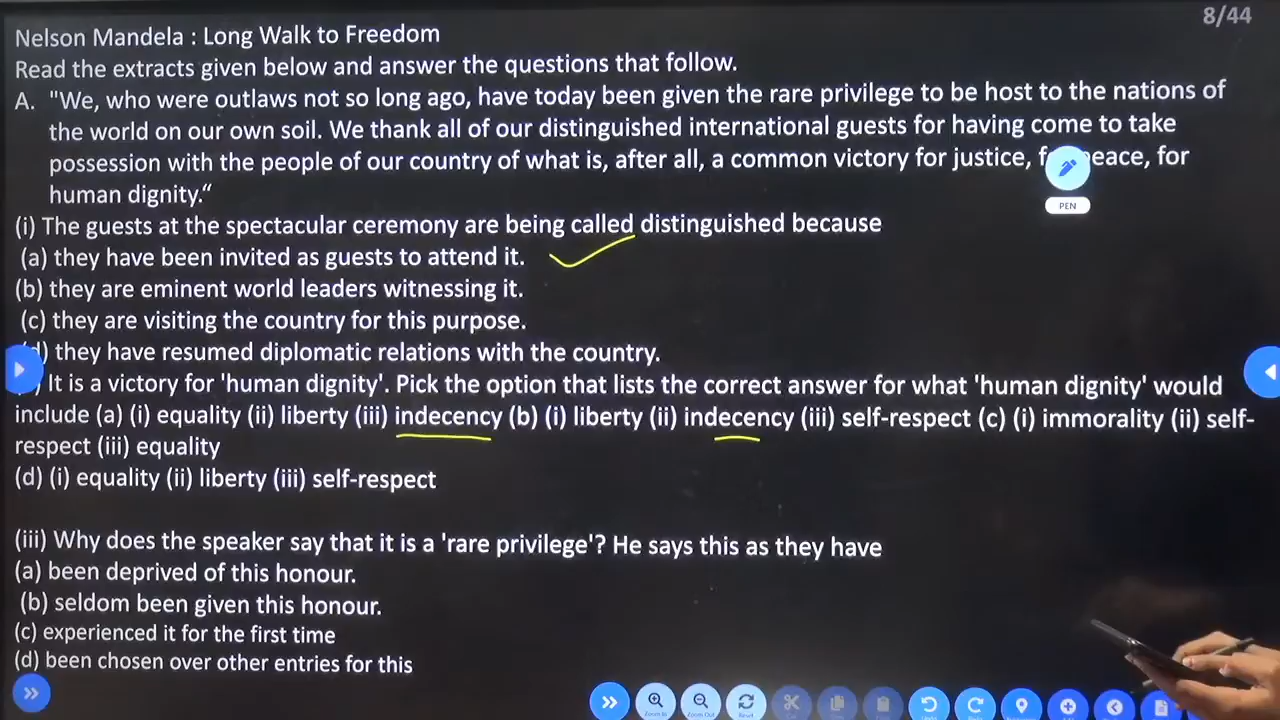 8/44
Nelson Mandela : Long Walk to Freedom
Read the extracts given below and answer the questions that follow.
A. "We, who were outlaws not so long ago, have today been given the rare privilege to be host to the nations of
the world on our own soil. We thank all of our distinguished international guests for having come to take
possession with the people of our country of what is, after all, a common victory for justice, peace, for
human dignity.“
PEN
(i) The guests at the spectacular ceremony are being called distinguished because
(a) they have been invited as guests to attend it.
(b) they are eminent world leaders witnessing it.
(c) they are visiting the country for this purpose.
they have resumed diplomatic relations with the country.
It is a victory for 'human dignity'. Pick the option that lists the correct answer for what 'human dignity' would
include (a) (i) equality (ii) liberty (iii) indecency (b) (i) liberty (ii) indecency (iii) self-respect (c) (i) immorality (ii) self-
respect (iii) equality
(d) (i) equality (ii) liberty (iii) self-respect
(iii) Why does the speaker say that it is a 'rare privilege'? He says this as they have
(a) been deprived of this honour.
(b) seldom been given this honour.
(c) experienced it for the first time
(d) been chosen over other entries for this
Zoom In Zoom Out